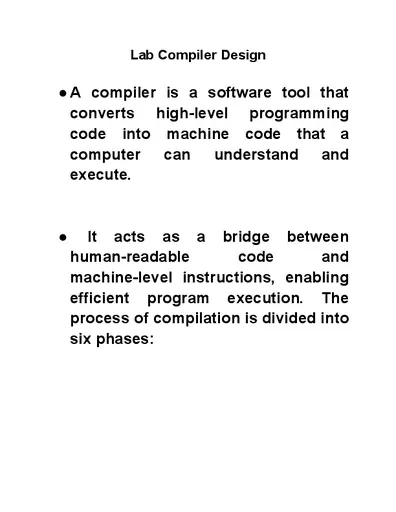 Lab Compiler Design
● A compiler is a software tool that
converts high-level programming
code into machine code that a
computer can understand and
execute.
● It acts as a bridge between
human-readable code and
machine-level instructions, enabling
efficient program execution. The
process of compilation is divided into
six phases: